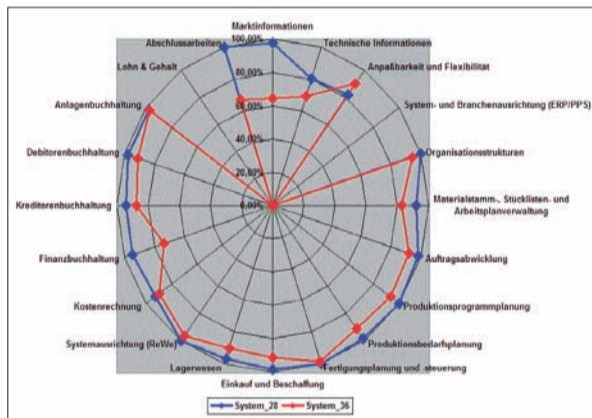 Marktinformationen
Abschlussarbeiten
Technische Informationen
100,00%
80,00%
60,00%
40,00%
20,00%
0,00%
Lohn & Gehalt
Anpaßbarkeit und Flexibilität
Anlagenbuchhaltung
System- und Branchenausrichtung (ERP/PPS)
Debitorenbuchhaltung
Organisationsstrukturen
Kreditorenbuchhaltung
Materialstamm-, Stücklisten- und
Arbeitsplanverwaltung
Finanzbuchhaltung
Auftragsabwicklung
Kostenrechnung
Produktionsprogrammplanung
Systemausrichtung (ReWe)
Produktionsbedarfsplanung
Lagerwesen
Fertigungsplanung und -steuerung
Einkauf und Beschaffung
System_28
System_36